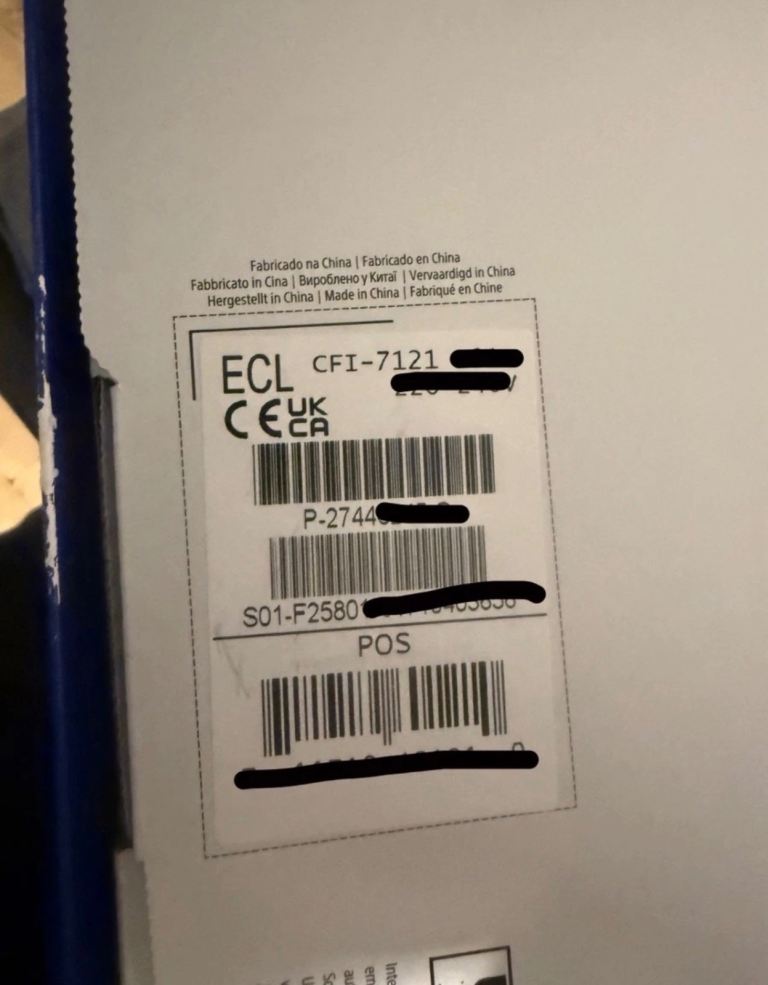 Fabricado na China | Fabricado en China
Fabbricato in Cina | Вироблено у Китаї | Vervaardigd in China
Hergestellt in China | Made in China | Fabriqué en Chine
ECL CFI-7121
CE UK CA
P-2744
S01-F2580
POS